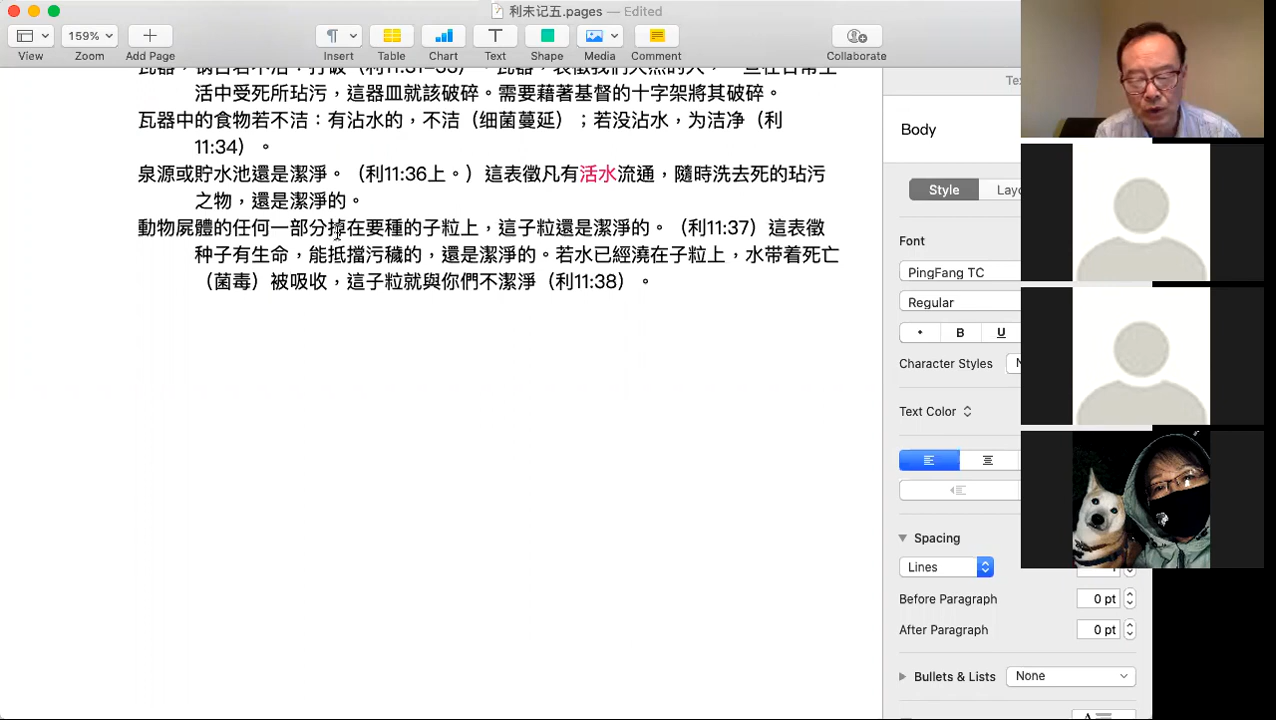 利未记五.pages — Edited
View
159%
Zoom
Add Page
Insert
Table
Chart
Text
Shape
Media
Comment
Collaborate
活中受死所玷污，這器皿就該破碎。需要藉著基督的十字架將其破碎。
瓦器中的食物若不洁：有沾水的，不洁（细菌蔓延）；若没沾水，为洁净（利
11:34）。
泉源或貯水池還是潔淨。（利11:36上。）這表徵凡有活水流通，隨時洗去死的玷污
之物，還是潔淨的。
動物屍體的任何一部分掉在要種的子粒上，這子粒還是潔淨的。（利11:37）這表徵
种子有生命，能抵擋污穢的，還是潔淨的。若水已經澆在子粒上，水带着死亡
（菌毒）被吸收，這子粒就與你們不潔淨（利11:38）。
Body
Style
Layo
Font
PingFang TC
Regular
B
U
Character Styles
Text Color
Spacing
Lines
Before Paragraph
0 pt
After Paragraph
0 pt
Bullets & Lists
None